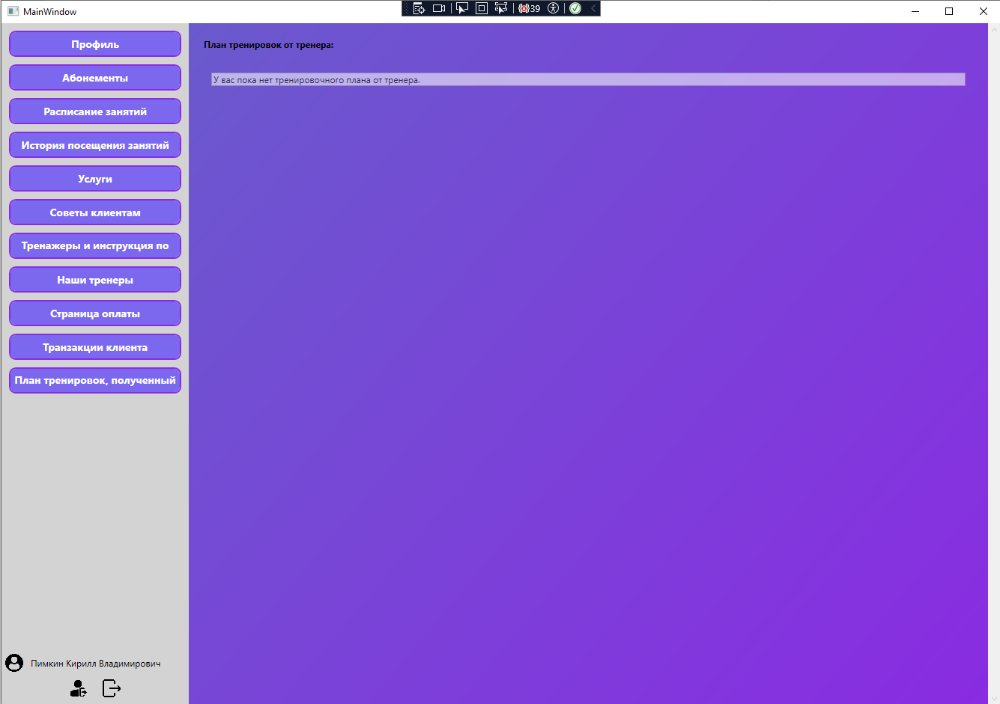 MainWindow
39
Профиль
Абонементы
Расписание занятий
История посещения занятий
Услуги
Советы клиентам
Тренажеры и инструкция по
Наши тренеры
Страница оплаты
Транзакции клиента
План тренировок, полученный
Пимкин Кирилл Владимирович
План тренировок от тренера:
У вас пока нет тренировочного плана от тренера.